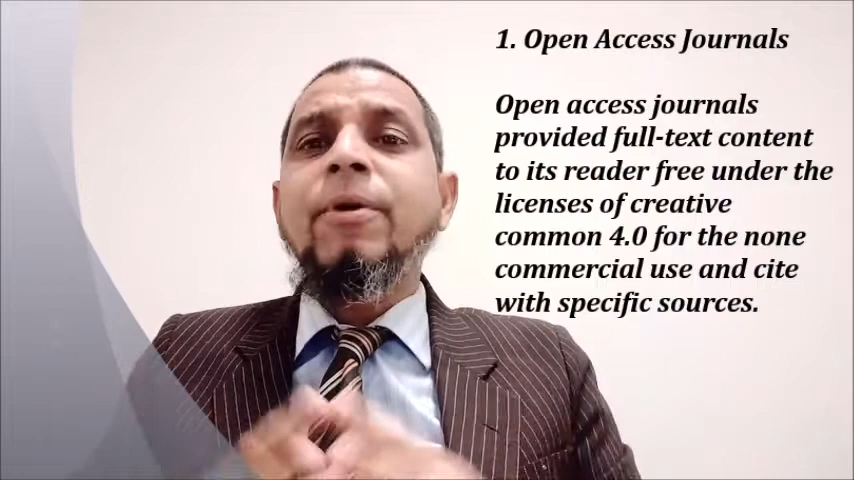 1. Open Access Journals
Open access journals
provided full-text content
to its reader free under the
licenses of creative
common 4.0 for the none
commercial use and cite
with specific sources.